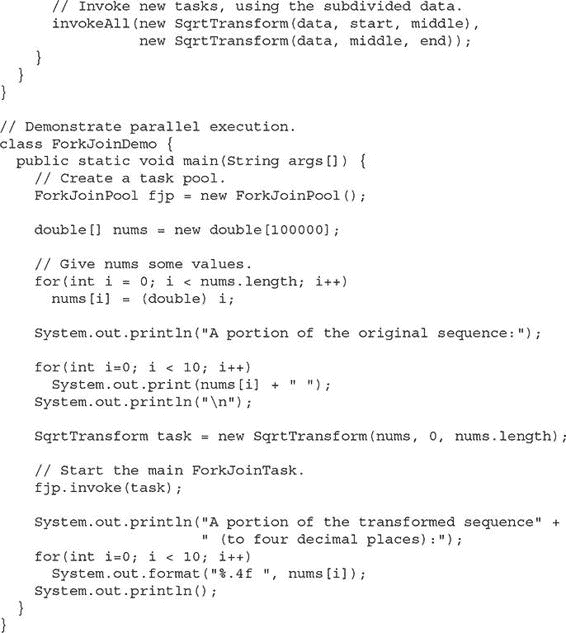 // Invoke new tasks, using the subdivided data.
invokeAll(new SqrtTransform(data, start, middle),
new SqrtTransform(data, middle, end));
}
}
}
// Demonstrate parallel execution.
class ForkJoinDemo {
public static void main(String args[]) {
// Create a task pool.
ForkJoinPool fjp = new ForkJoinPool();
double[] nums = new double[100000];
// Give nums some values.
for(int i = 0; i < nums.length; i++)
nums[i] = (double) i;
System.out.println("A portion of the original sequence:");
for(int i=0; i < 10; i++)
System.out.print(nums[i] + " ");
System.out.println("\n");
SqrtTransform task = new SqrtTransform(nums, 0, nums.length);
// Start the main ForkJoinTask.
fjp.invoke(task);
System.out.println("A portion of the transformed sequence" +
" (to four decimal places):");
for(int i=0; i < 10; i++)
System.out.format("%.4f ", nums[i]);
System.out.println();
}
}